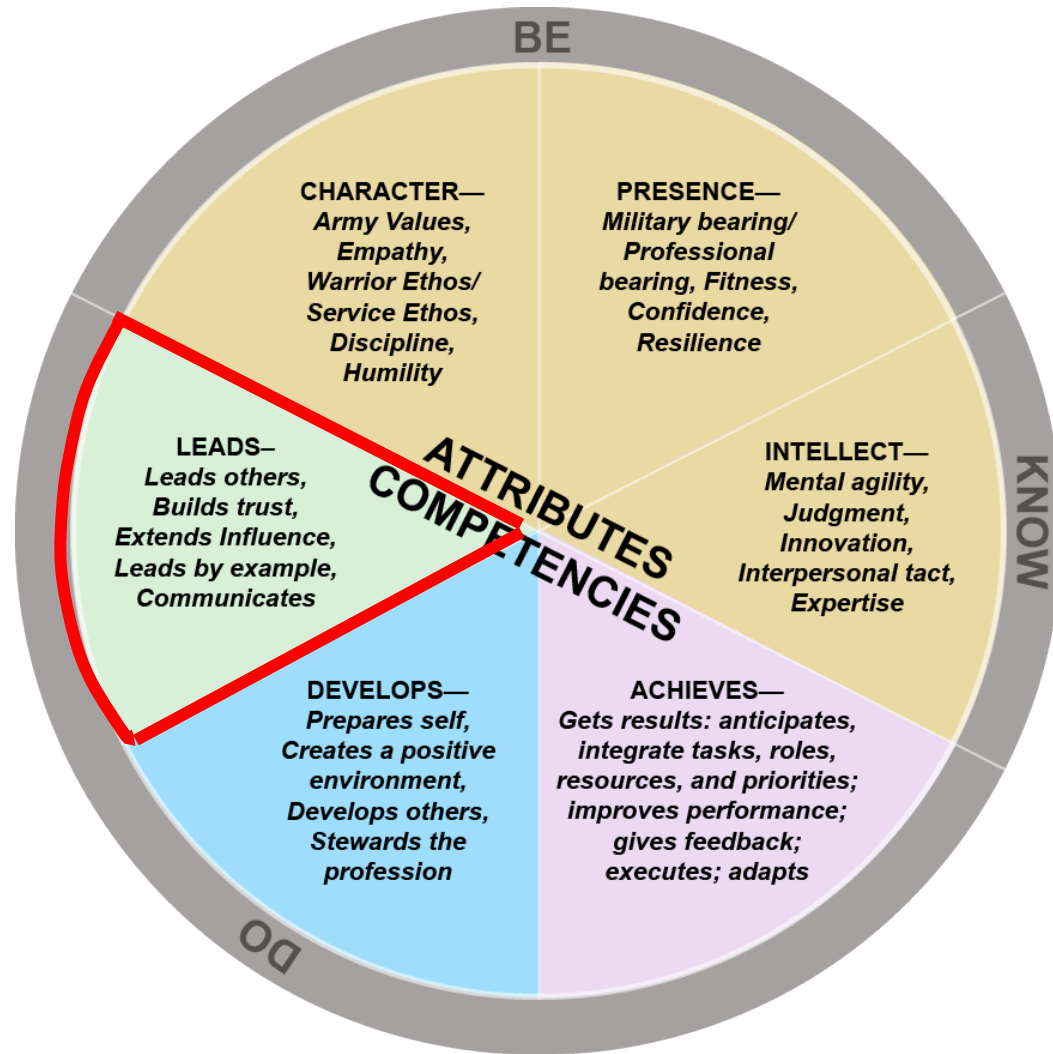 BE
CHARACTER—
Army Values,
Empathy,
Warrior Ethos/
Service Ethos,
Discipline,
Humility
PRESENCE—
Military bearing/
Professional
bearing, Fitness,
Confidence,
Resilience
LEADS–
Leads others,
Builds trust,
Extends Influence,
Leads by example,
Communicates
ATTRIBUTES
COMPETENCIES
INTELLECT—
Mental agility,
Judgment,
Innovation,
Interpersonal tact,
Expertise
KNOW
DEVELOPS—
Prepares self,
Creates a positive
environment,
Develops others,
Stewards the
profession
ACHIEVES—
Gets results: anticipates,
integrate tasks, roles,
resources, and priorities;
improves performance;
gives feedback;
executes; adapts
DO